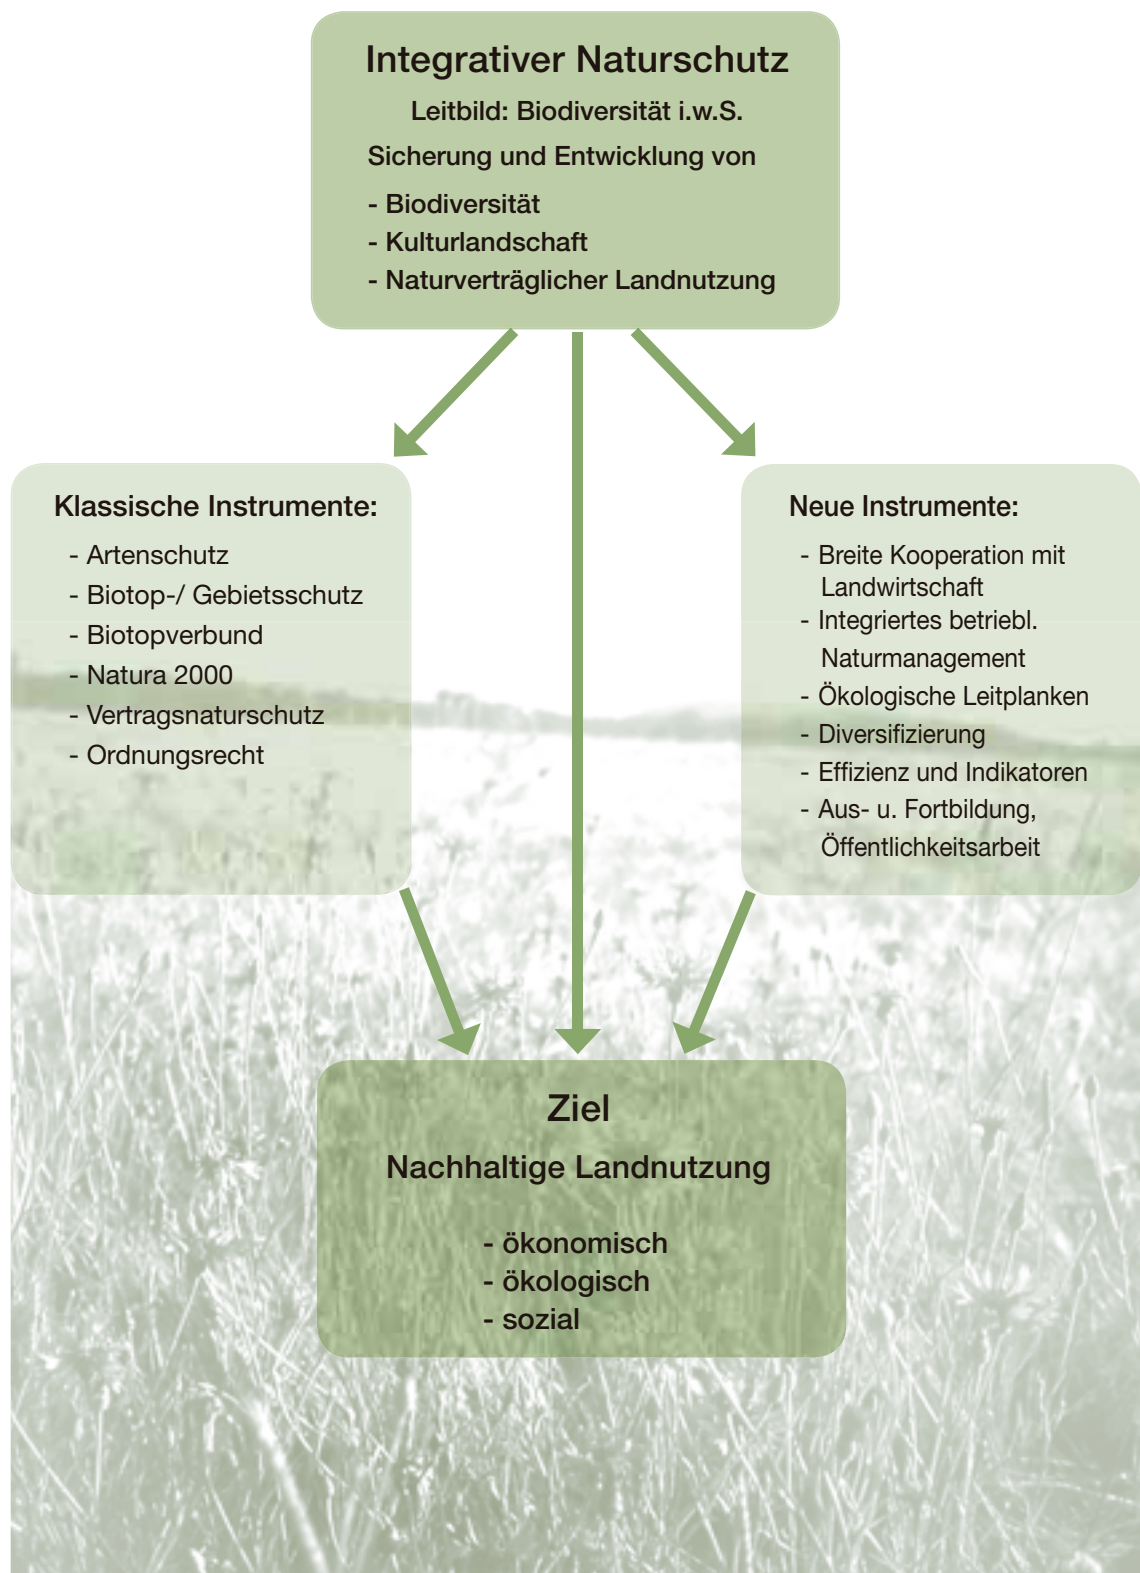 Integrativer Naturschutz
Leitbild: Biodiversität i.w.S.
Sicherung und Entwicklung von
- Biodiversität
- Kulturlandschaft
- Naturverträglicher Landnutzung
Klassische Instrumente:
- Artenschutz
- Biotop-/ Gebietsschutz
- Biotopverbund
- Natura 2000
- Vertragsnaturschutz
- Ordnungsrecht
Neue Instrumente:
- Breite Kooperation mit
Landwirtschaft
- Integriertes betriebl.
Naturmanagement
- Ökologische Leitplanken
- Diversifizierung
- Effizienz und Indikatoren
- Aus- u. Fortbildung,
Öffentlichkeitsarbeit
Ziel
Nachhaltige Landnutzung
- ökonomisch
- ökologisch
- sozial